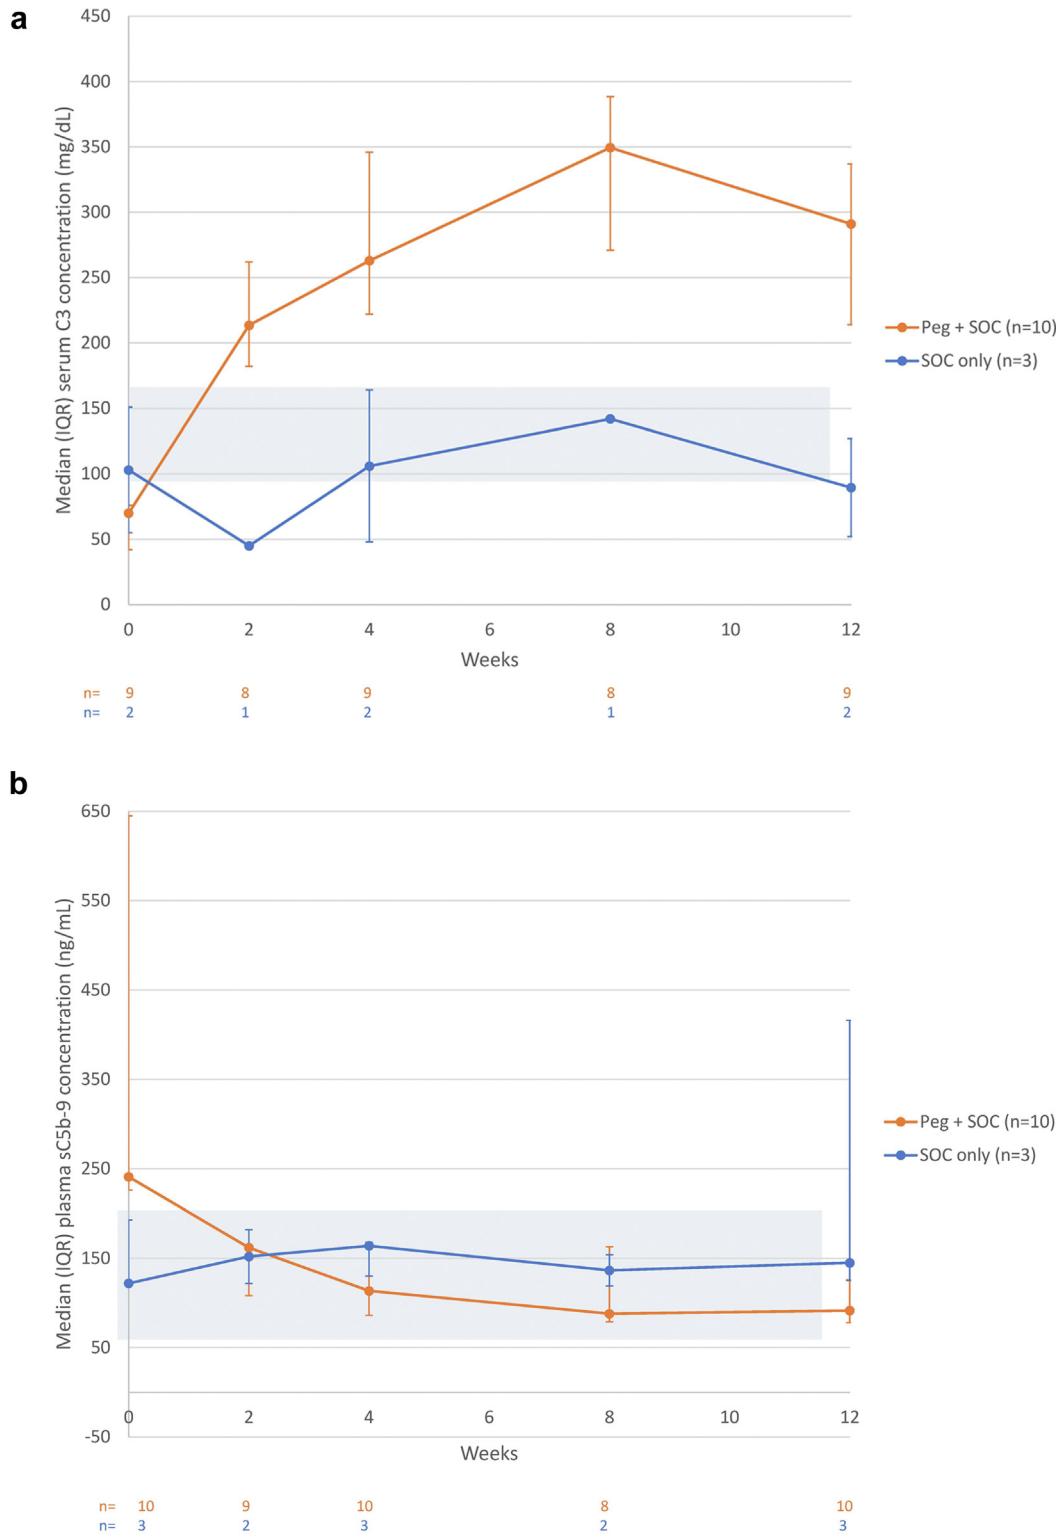 a
Median (IQR) serum C3 concentration (mg/dL)
450
400
350
300
250
200
150
100
50
0
0 2 4 6 8 10 12
Weeks
Peg + SOC (n=10)
SOC only (n=3)
n= 9 8 9 8 9
n= 2 1 2 1 2
b
Median (IQR) plasma sC5b-9 concentration (ng/mL)
650
550
450
350
250
150
50
-50
0 2 4 6 8 10 12
Weeks
Peg + SOC (n=10)
SOC only (n=3)
n= 10 9 10 8 10
n= 3 2 3 2 3